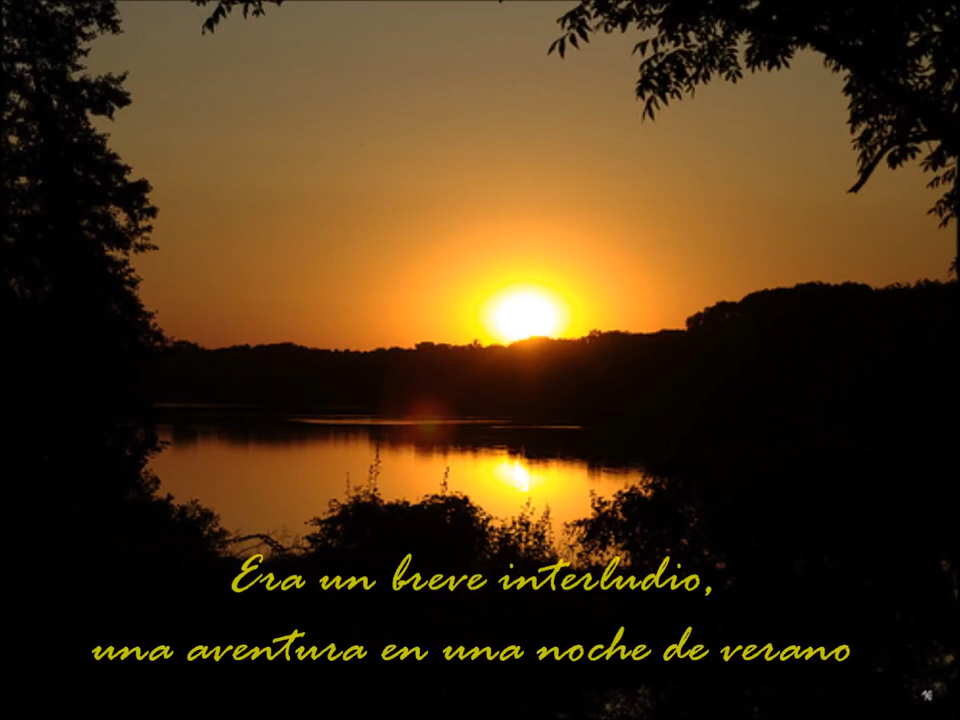 Era un breve interludio,
una aventura en una noche de verano